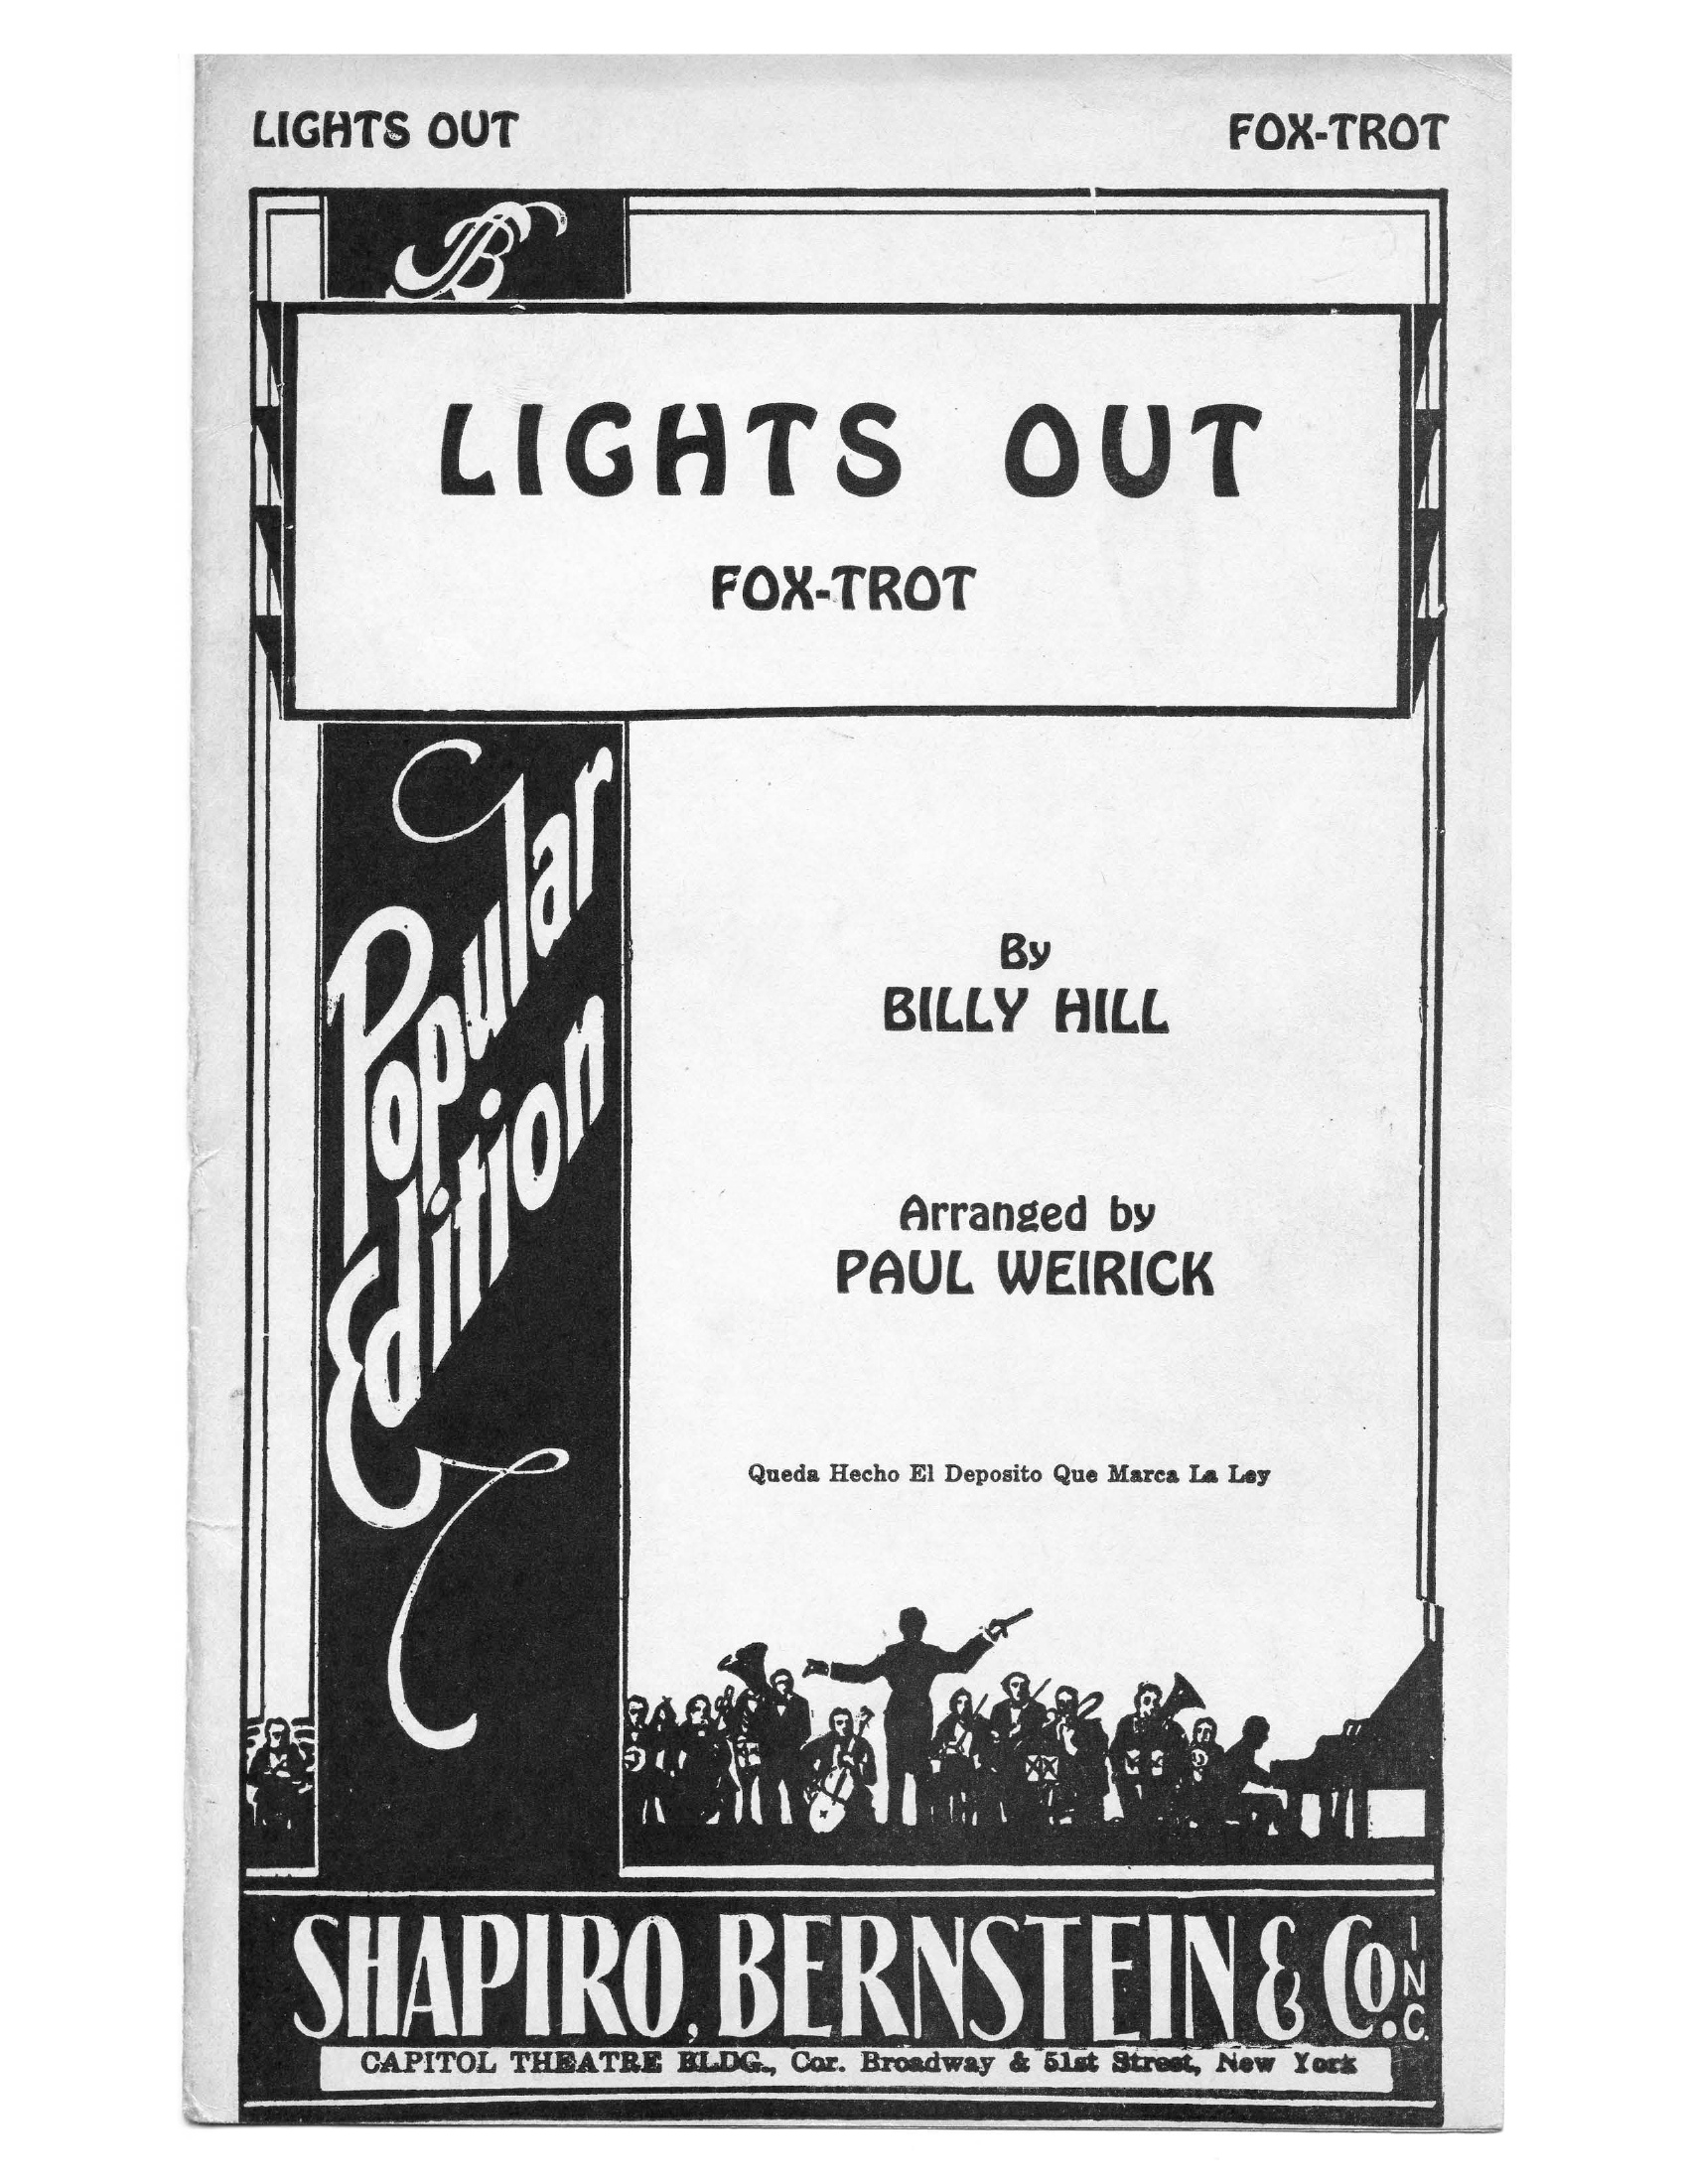 LIGHTS OUT
FOX-TROT
SB
LIGHTS OUT
FOX-TROT
Popular
Edition
By
BILLY HILL
Arranged by
PAUL WEIRICK
Queda Hecho El Deposito Que Marca La Ley
SHAPIRO, BERNSTEIN & CO. INC.
CAPITOL THEATRE BLDG., Cor. Broadway & 51st Street, New York